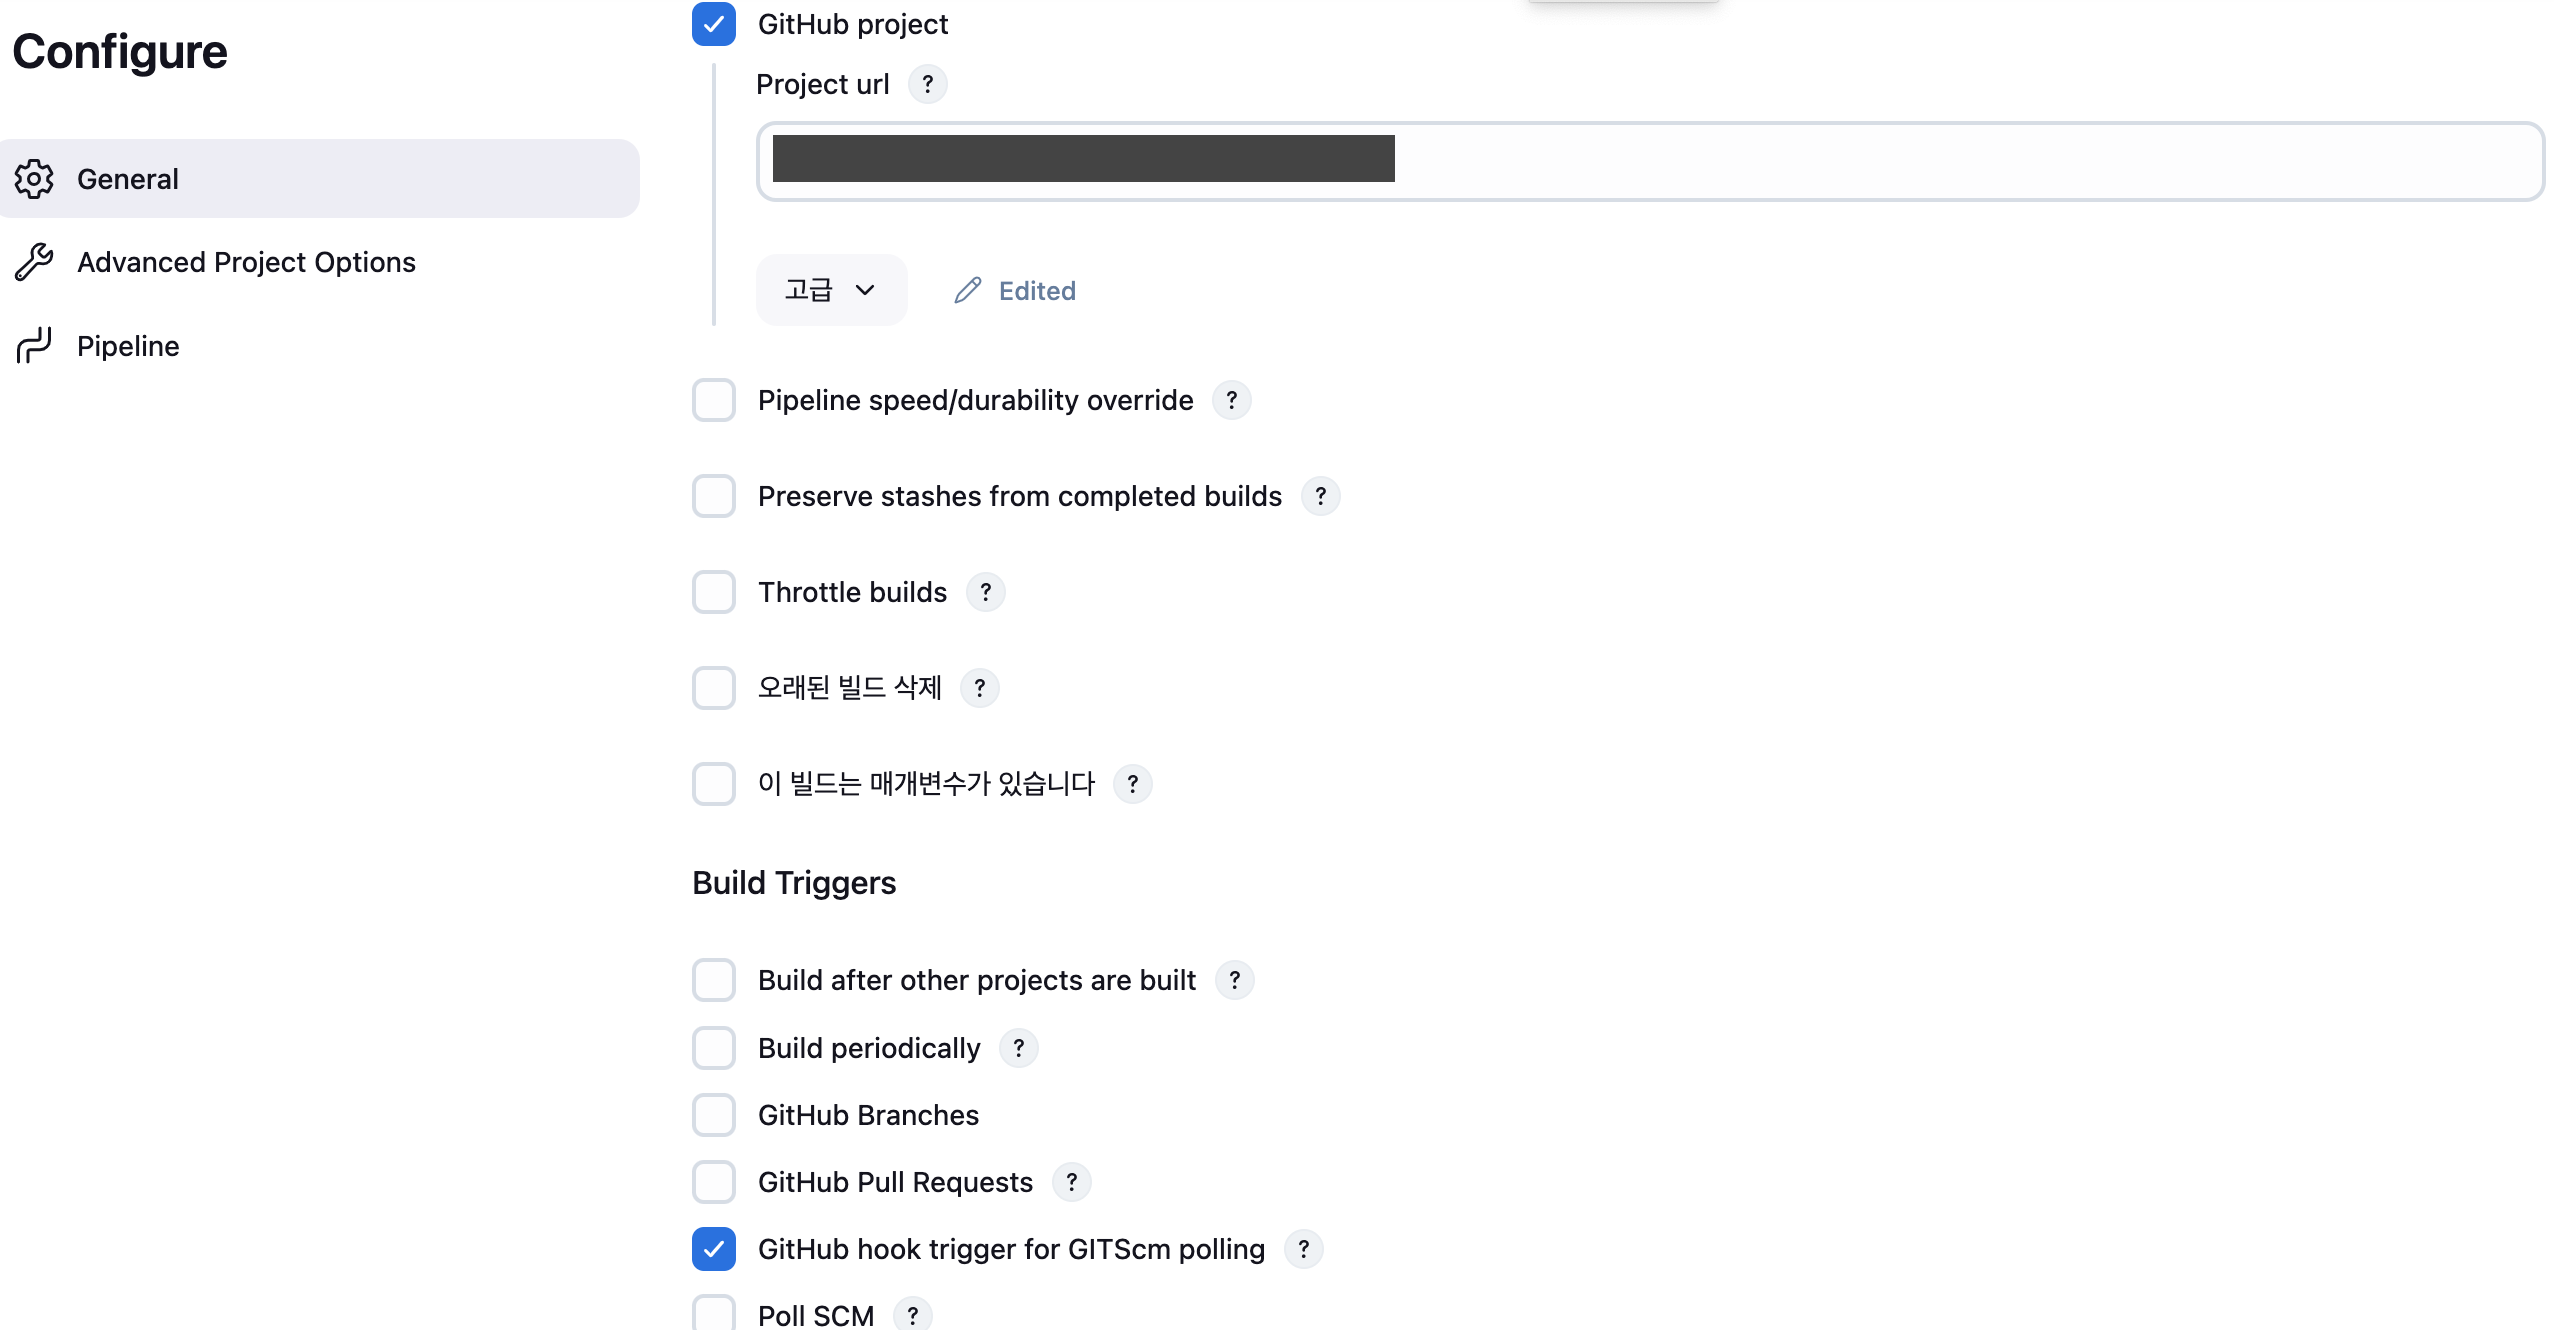 Configure
General
Advanced Project Options
Pipeline
GitHub project
Project url ?
고급
Edited
Pipeline speed/durability override ?
Preserve stashes from completed builds ?
Throttle builds ?
오래된 빌드 삭제 ?
이 빌드는 매개변수가 있습니다 ?
Build Triggers
Build after other projects are built ?
Build periodically ?
GitHub Branches
GitHub Pull Requests ?
GitHub hook trigger for GITScm polling ?
Poll SCM ?